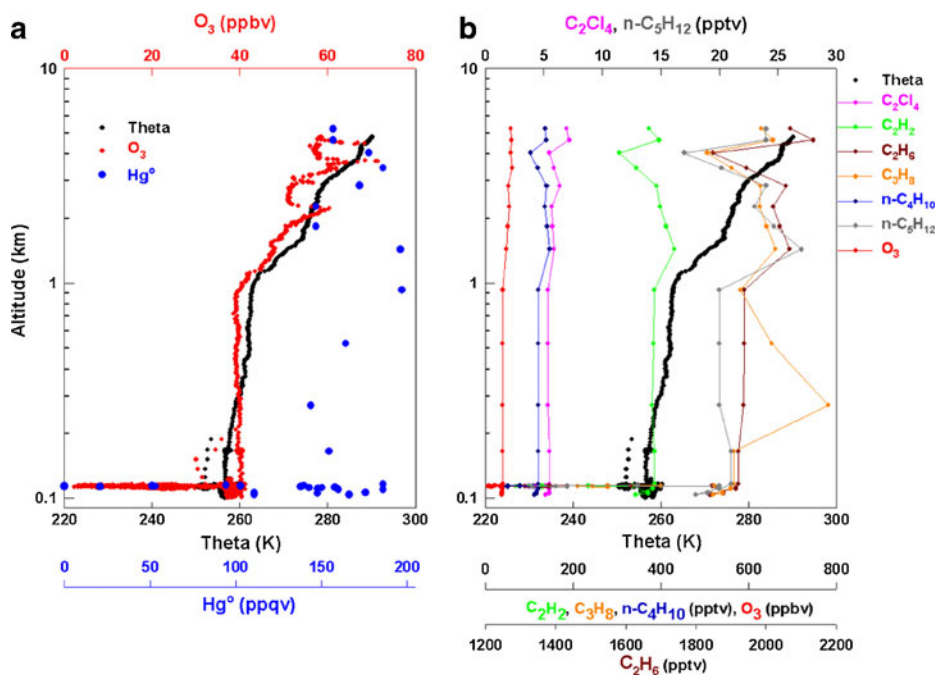 a
O3 (ppbv)
0 20 40 60 80
10
1
0.1
Altitude (km)
Theta
O3
Hg⁰
220 240 260 280 300
Theta (K)
0 50 100 150 200
Hg⁰ (ppqv)
b
C2Cl4, n-C5H12 (pptv)
0 5 10 15 20 25 30
10
1
0.1
Theta
C2Cl4
C2H2
C2H6
C3H8
n-C4H10
n-C5H12
O3
220 240 260 280 300
Theta (K)
0 200 400 600 800
C2H2, C3H8, n-C4H10 (pptv), O3 (ppbv)
1200 1400 1600 1800 2000 2200
C2H6 (pptv)